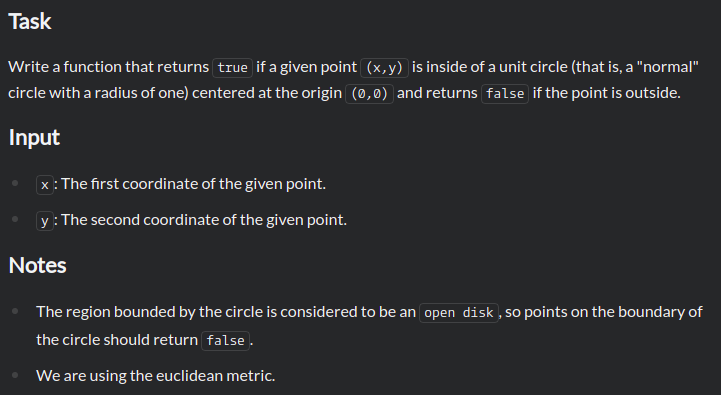 Task
Write a function that returns true if a given point (x,y) is inside of a unit circle (that is, a "normal"
circle with a radius of one) centered at the origin (0,0) and returns false if the point is outside.
Input
x: The first coordinate of the given point.
y: The second coordinate of the given point.
Notes
The region bounded by the circle is considered to be an open disk, so points on the boundary of
the circle should return false.
We are using the euclidean metric.